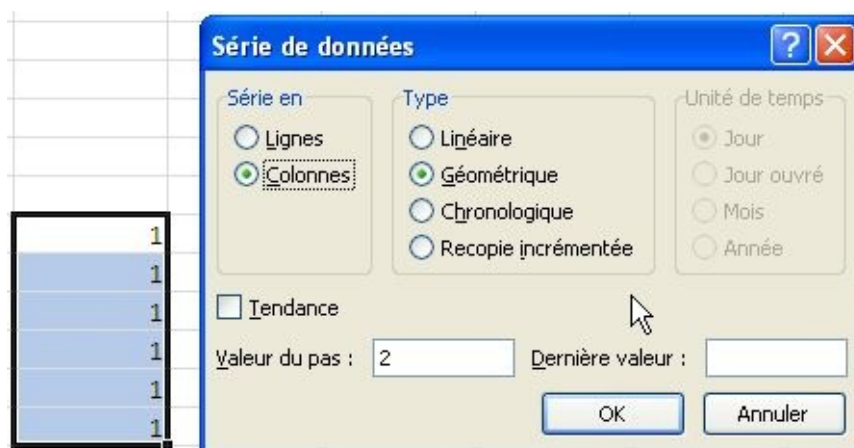 Série de données
Série en
Lignes
Colonnes
Type
Linéaire
Géométrique
Chronologique
Recopie incrémentée
Unité de temps
Jour
Jour ouvré
Mois
Année
1
1
1
1
1
1
Tendance
Valeur du pas : 2
Dernière valeur :
OK
Annuler